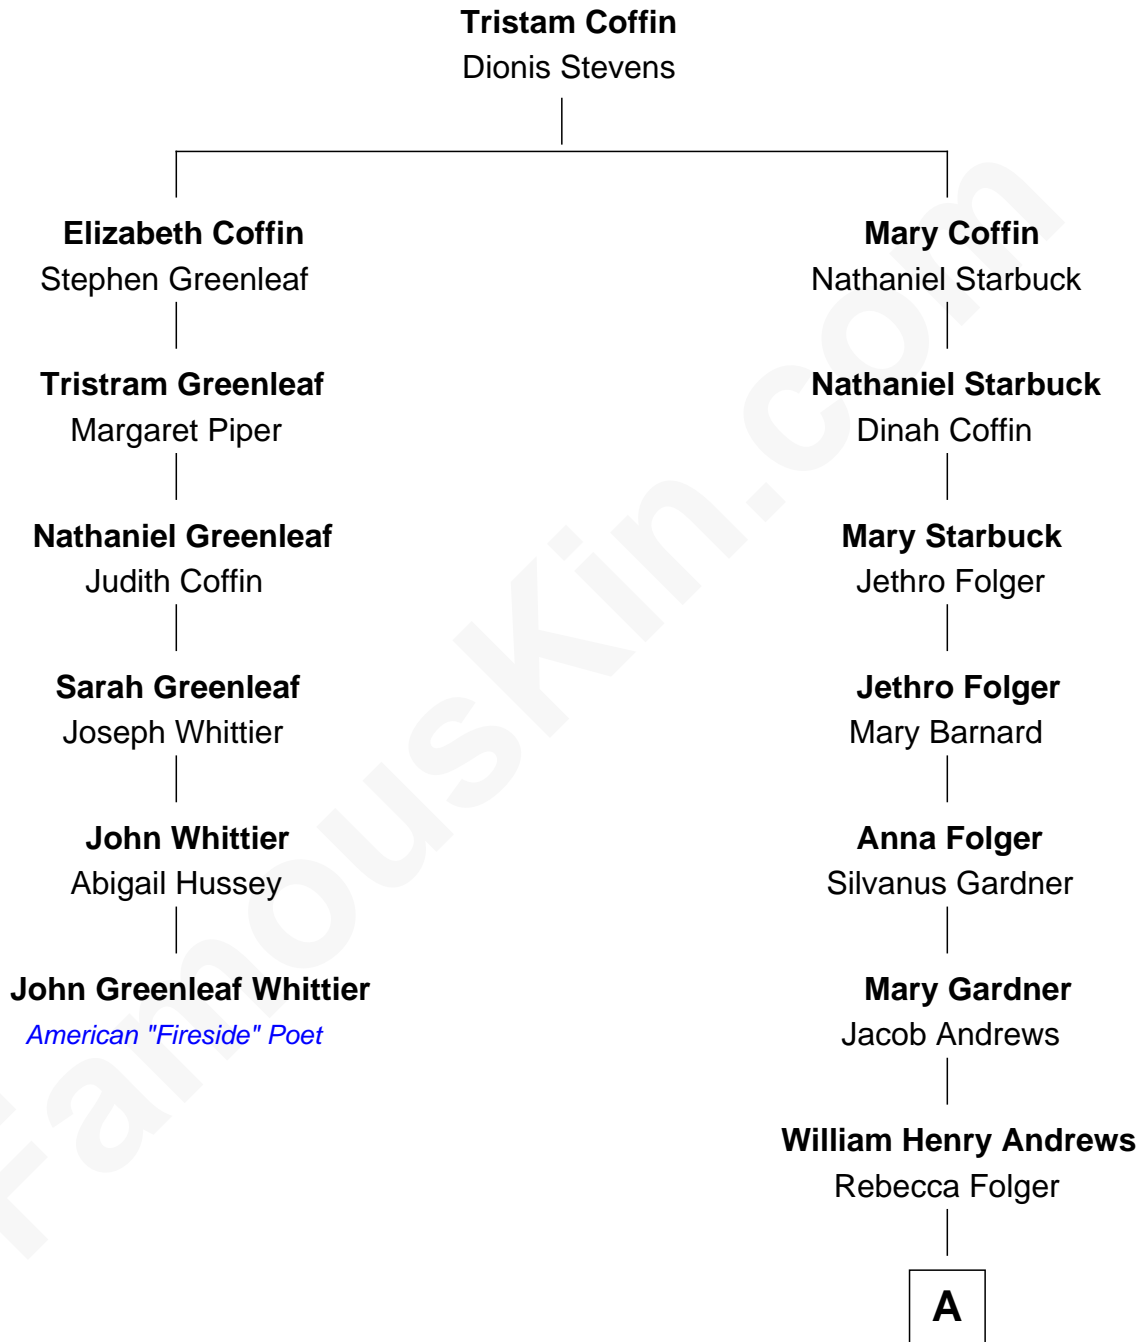 Tristam Coffin
Dionis Stevens
Elizabeth Coffin
Stephen Greenleaf
Tristram Greenleaf
Margaret Piper
Nathaniel Greenleaf
Judith Coffin
Sarah Greenleaf
Joseph Whittier
John Whittier
Abigail Hussey
John Greenleaf Whittier
American "Fireside" Poet
Mary Coffin
Nathaniel Starbuck
Nathaniel Starbuck
Dinah Coffin
Mary Starbuck
Jethro Folger
Jethro Folger
Mary Barnard
Anna Folger
Silvanus Gardner
Mary Gardner
Jacob Andrews
William Henry Andrews
Rebecca Folger
A
FamousKin.com